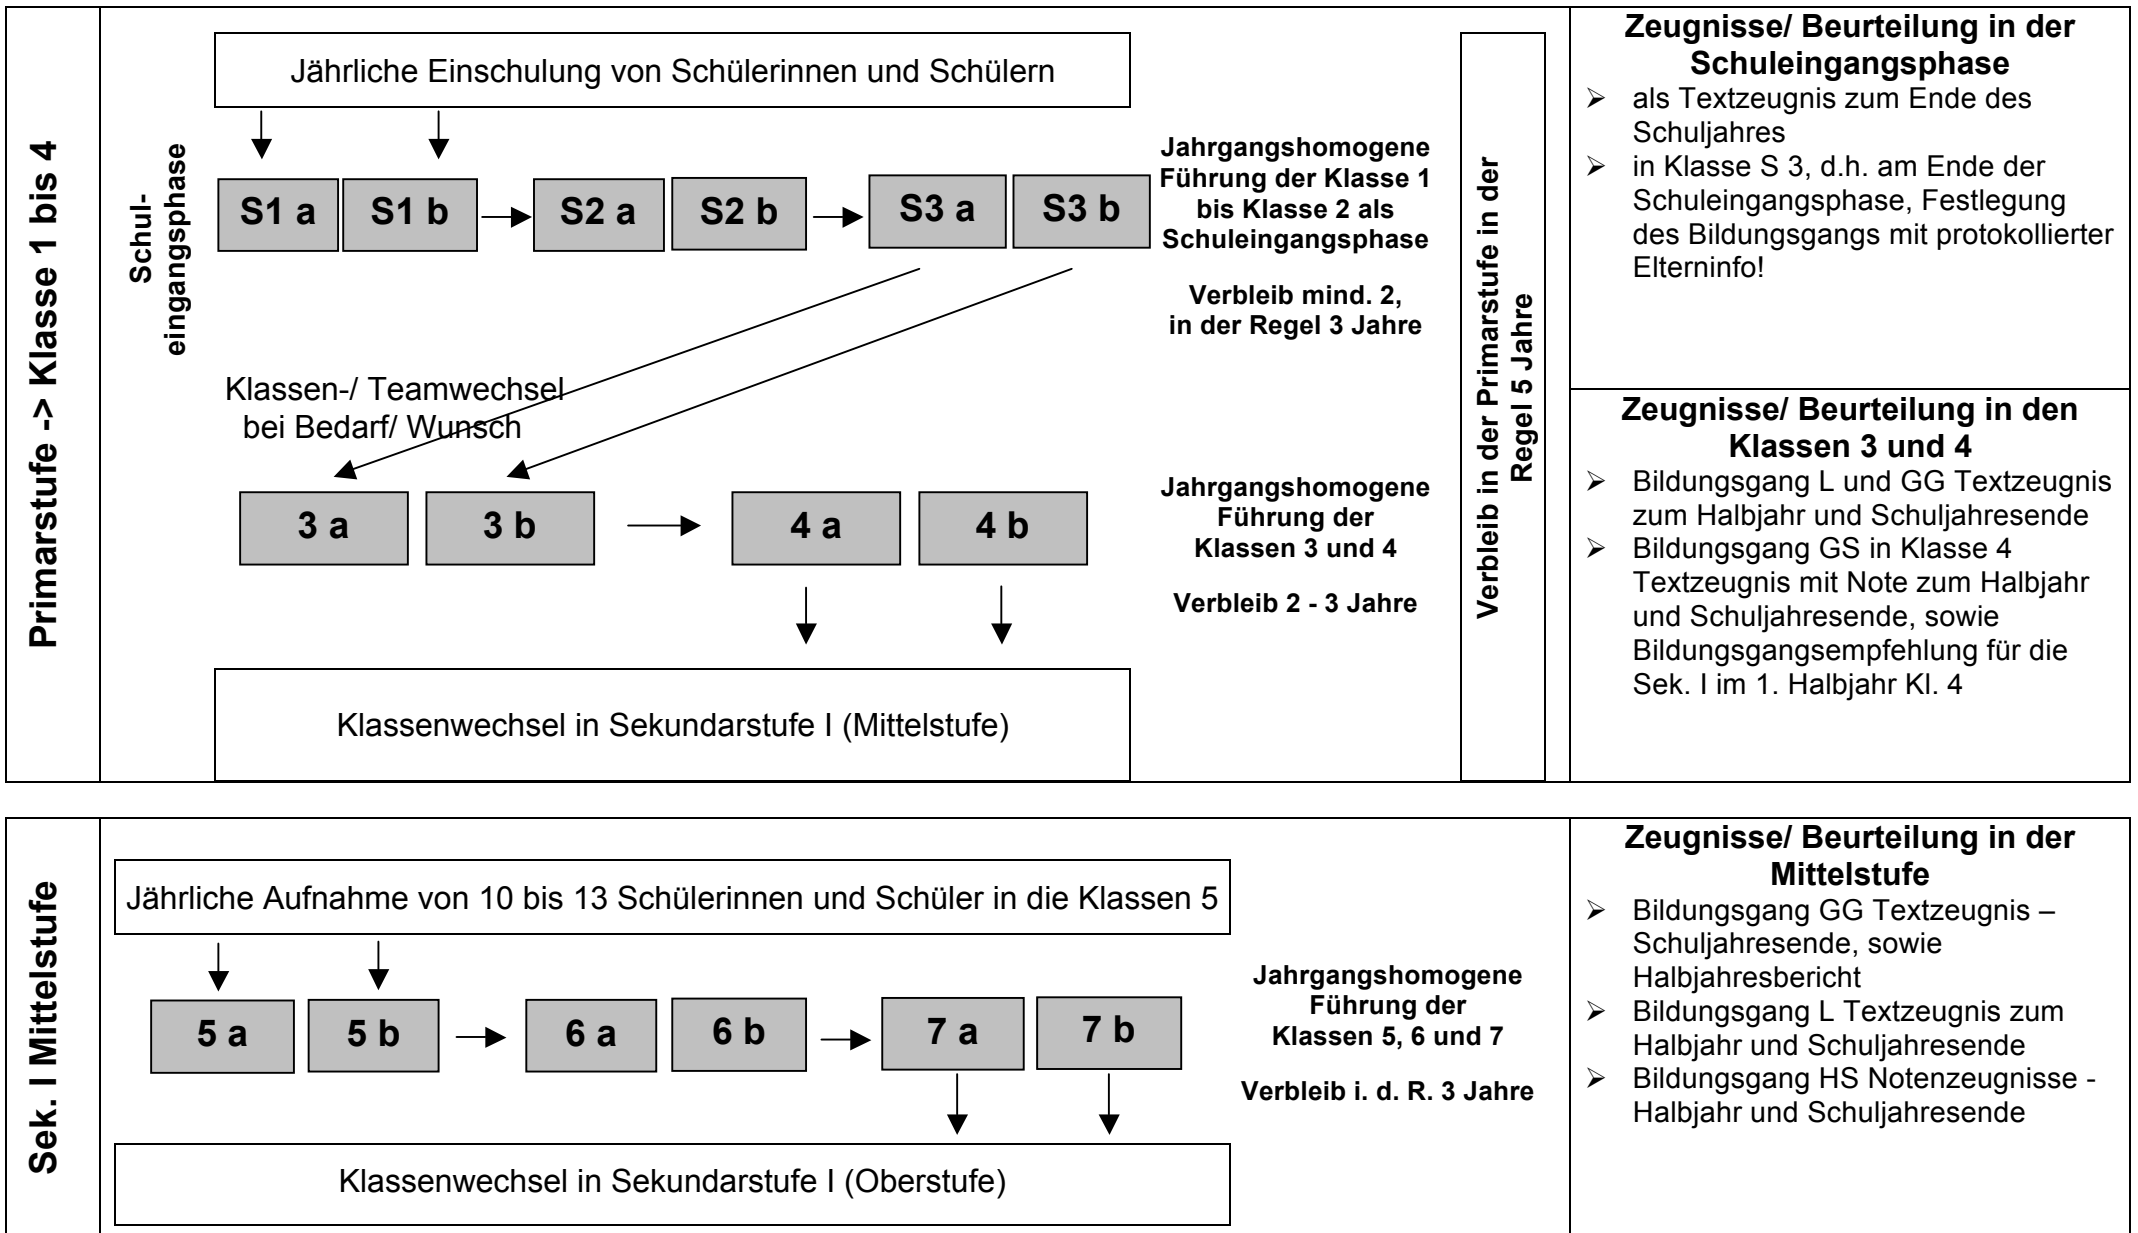 Primarstufe -> Klasse 1 bis 4
Jährliche Einschulung von Schülerinnen und Schülern
Schul-
eingangsphase
S1 a
S1 b
S2 a
S2 b
S3 a
S3 b
Jahrgangshomogene
Führung der Klasse 1
bis Klasse 2 als
Schuleingangsphase
Verbleib mind. 2,
in der Regel 3 Jahre
Klassen-/ Teamwechsel
bei Bedarf/ Wunsch
3 a
3 b
4 a
4 b
Jahrgangshomogene
Führung der
Klassen 3 und 4
Verbleib 2 - 3 Jahre
Klassenwechsel in Sekundarstufe I (Mittelstufe)
Verbleib in der Primarstufe in der
Regel 5 Jahre
Zeugnisse/ Beurteilung in der
Schuleingangsphase
➢ als Textzeugnis zum Ende des
Schuljahres
➢ in Klasse S 3, d.h. am Ende der
Schuleingangsphase, Festlegung
des Bildungsgangs mit protokollierter
Elterninfo!
Zeugnisse/ Beurteilung in den
Klassen 3 und 4
➢ Bildungsgang L und GG Textzeugnis
zum Halbjahr und Schuljahresende
➢ Bildungsgang GS in Klasse 4
Textzeugnis mit Note zum Halbjahr
und Schuljahresende, sowie
Bildungsgangsempfehlung für die
Sek. I im 1. Halbjahr Kl. 4
Sek. I Mittelstufe
Jährliche Aufnahme von 10 bis 13 Schülerinnen und Schüler in die Klassen 5
5 a
5 b
6 a
6 b
7 a
7 b
Jahrgangshomogene
Führung der
Klassen 5, 6 und 7
Verbleib i. d. R. 3 Jahre
Klassenwechsel in Sekundarstufe I (Oberstufe)
Zeugnisse/ Beurteilung in der
Mittelstufe
➢ Bildungsgang GG Textzeugnis –
Schuljahresende, sowie
Halbjahresbericht
➢ Bildungsgang L Textzeugnis zum
Halbjahr und Schuljahresende
➢ Bildungsgang HS Notenzeugnisse -
Halbjahr und Schuljahresende